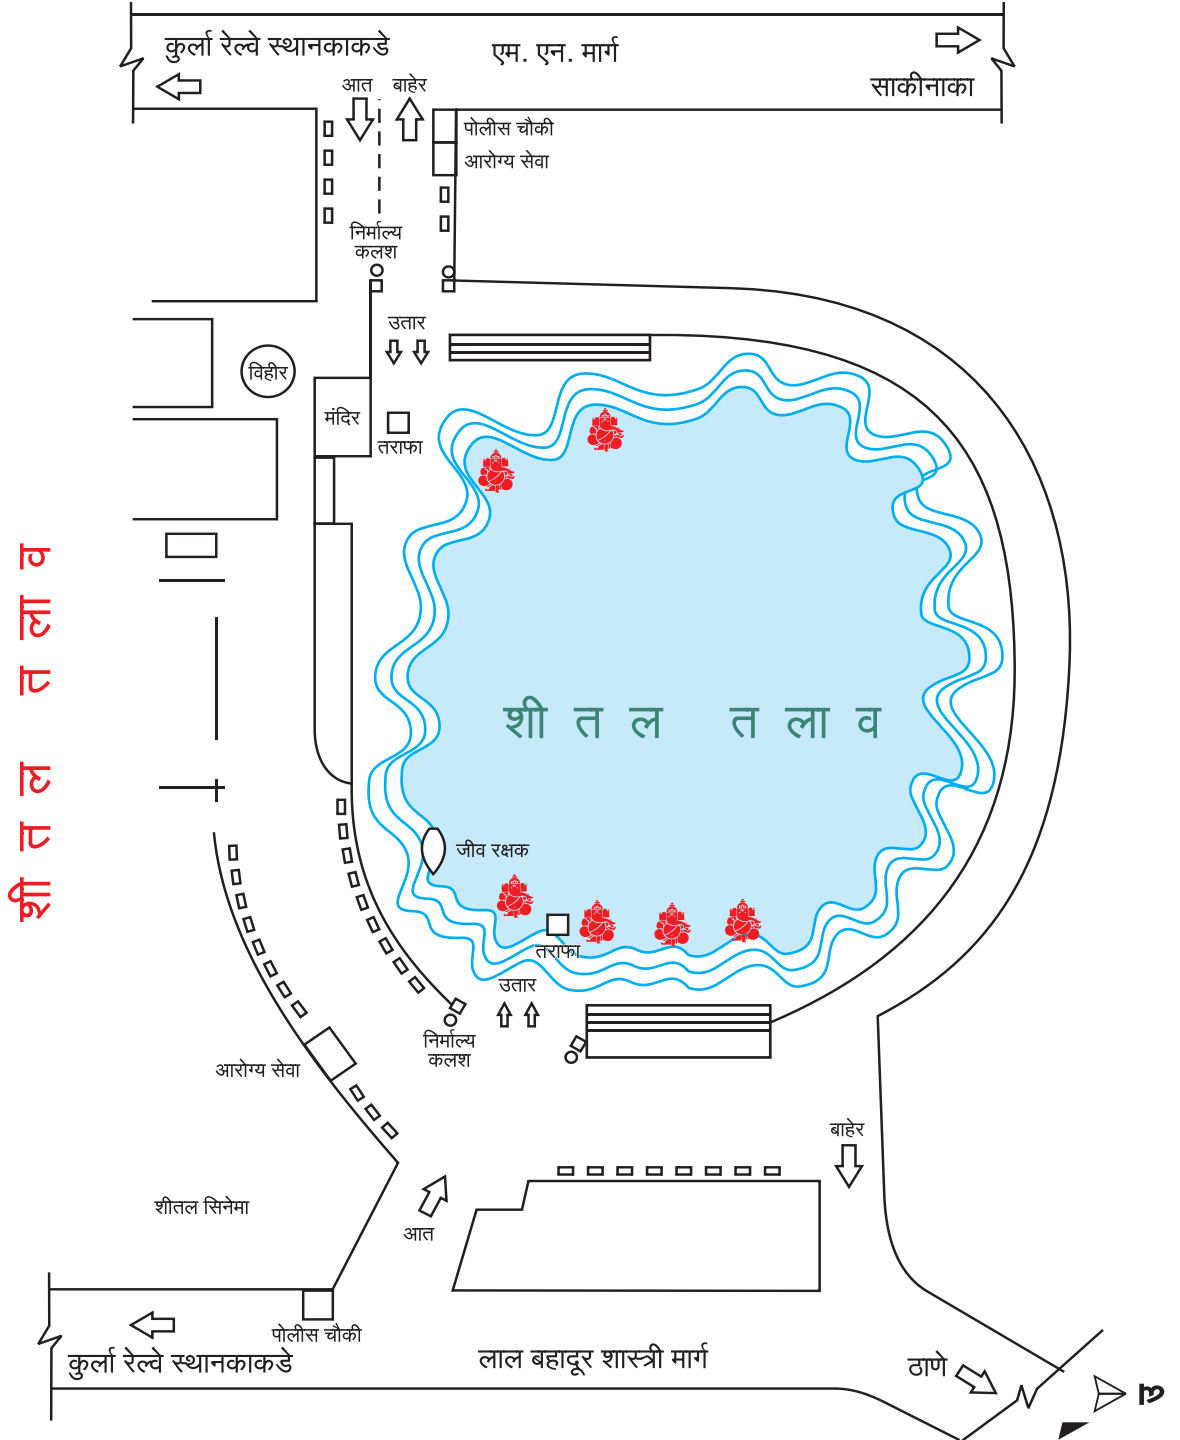 कुर्ला रेल्वे स्थानकाकडे
एम. एन. मार्ग
साकीनाका
आत
बाहेर
पोलीस चौकी
आरोग्य सेवा
निर्माल्य
कलश
उतार
विहीर
मंदिर
तराफा
शीतल तलाव
शीतल तलाव
जीव रक्षक
तराफा
उतार
निर्माल्य
कलश
आरोग्य सेवा
बाहेर
शीतल सिनेमा
आत
पोलीस चौकी
कुर्ला रेल्वे स्थानकाकडे
लाल बहादूर शास्त्री मार्ग
ठाणे